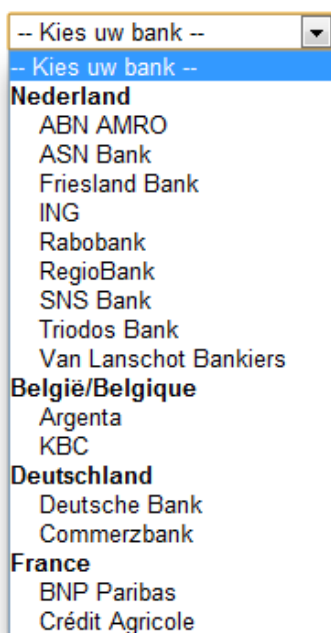 -- Kies uw bank --
-- Kies uw bank --
Nederland
ABN AMRO
ASN Bank
Friesland Bank
ING
Rabobank
RegioBank
SNS Bank
Triodos Bank
Van Lanschot Bankiers
België/Belgique
Argenta
KBC
Deutschland
Deutsche Bank
Commerzbank
France
BNP Paribas
Crédit Agricole